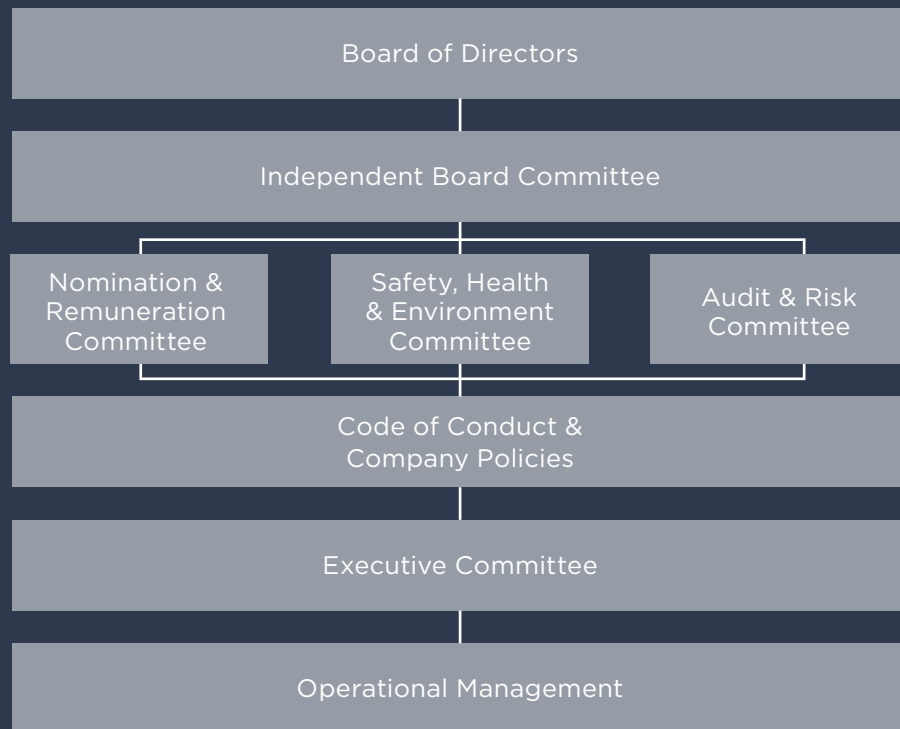 Board of Directors
Independent Board Committee
Nomination &
Remuneration
Committee
Safety, Health
& Environment
Committee
Audit & Risk
Committee
Code of Conduct &
Company Policies
Executive Committee
Operational Management